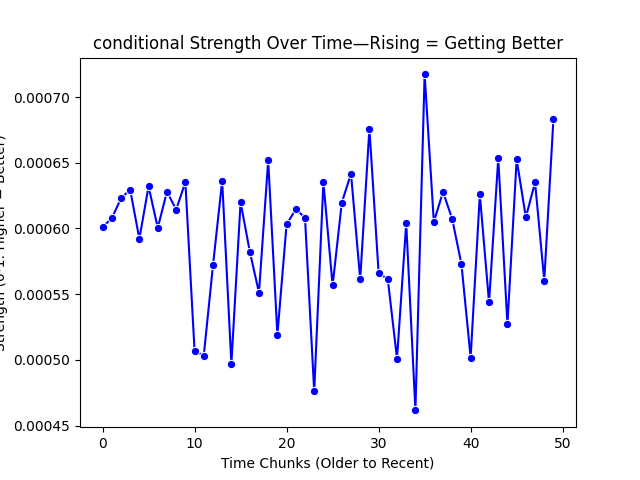 conditional Strength Over Time—Rising = Getting Better
0.00070
0.00065
0.00060
0.00055
0.00050
0.00045
Strength (0-1: Higher = Better)
0 10 20 30 40 50
Time Chunks (Older to Recent)